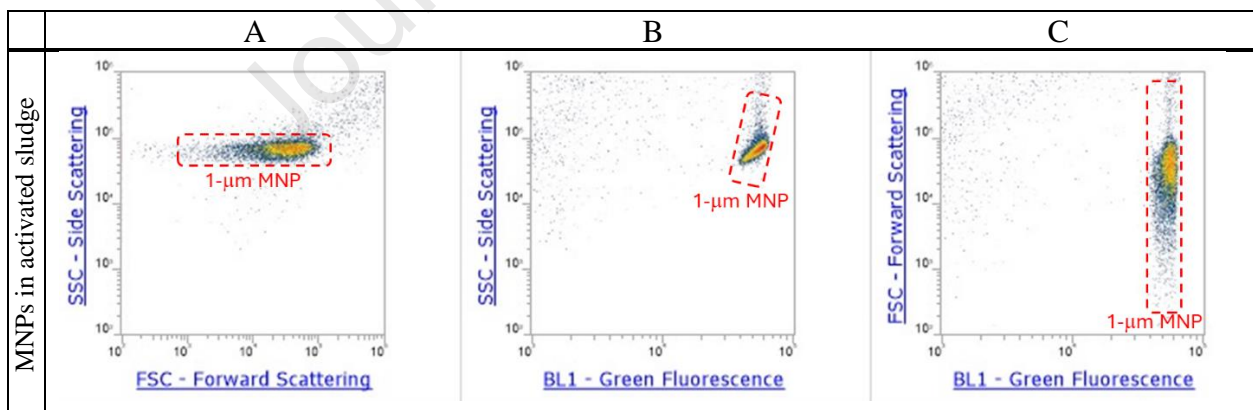 A
B
C
Jour
MNPs in activated sludge
SSC - Side Scattering
1-μm MNP
FSC - Forward Scattering
SSC - Side Scattering
1-μm MNP
BL1 - Green Fluorescence
FSC - Forward Scattering
1-μm MNP
BL1 - Green Fluorescence